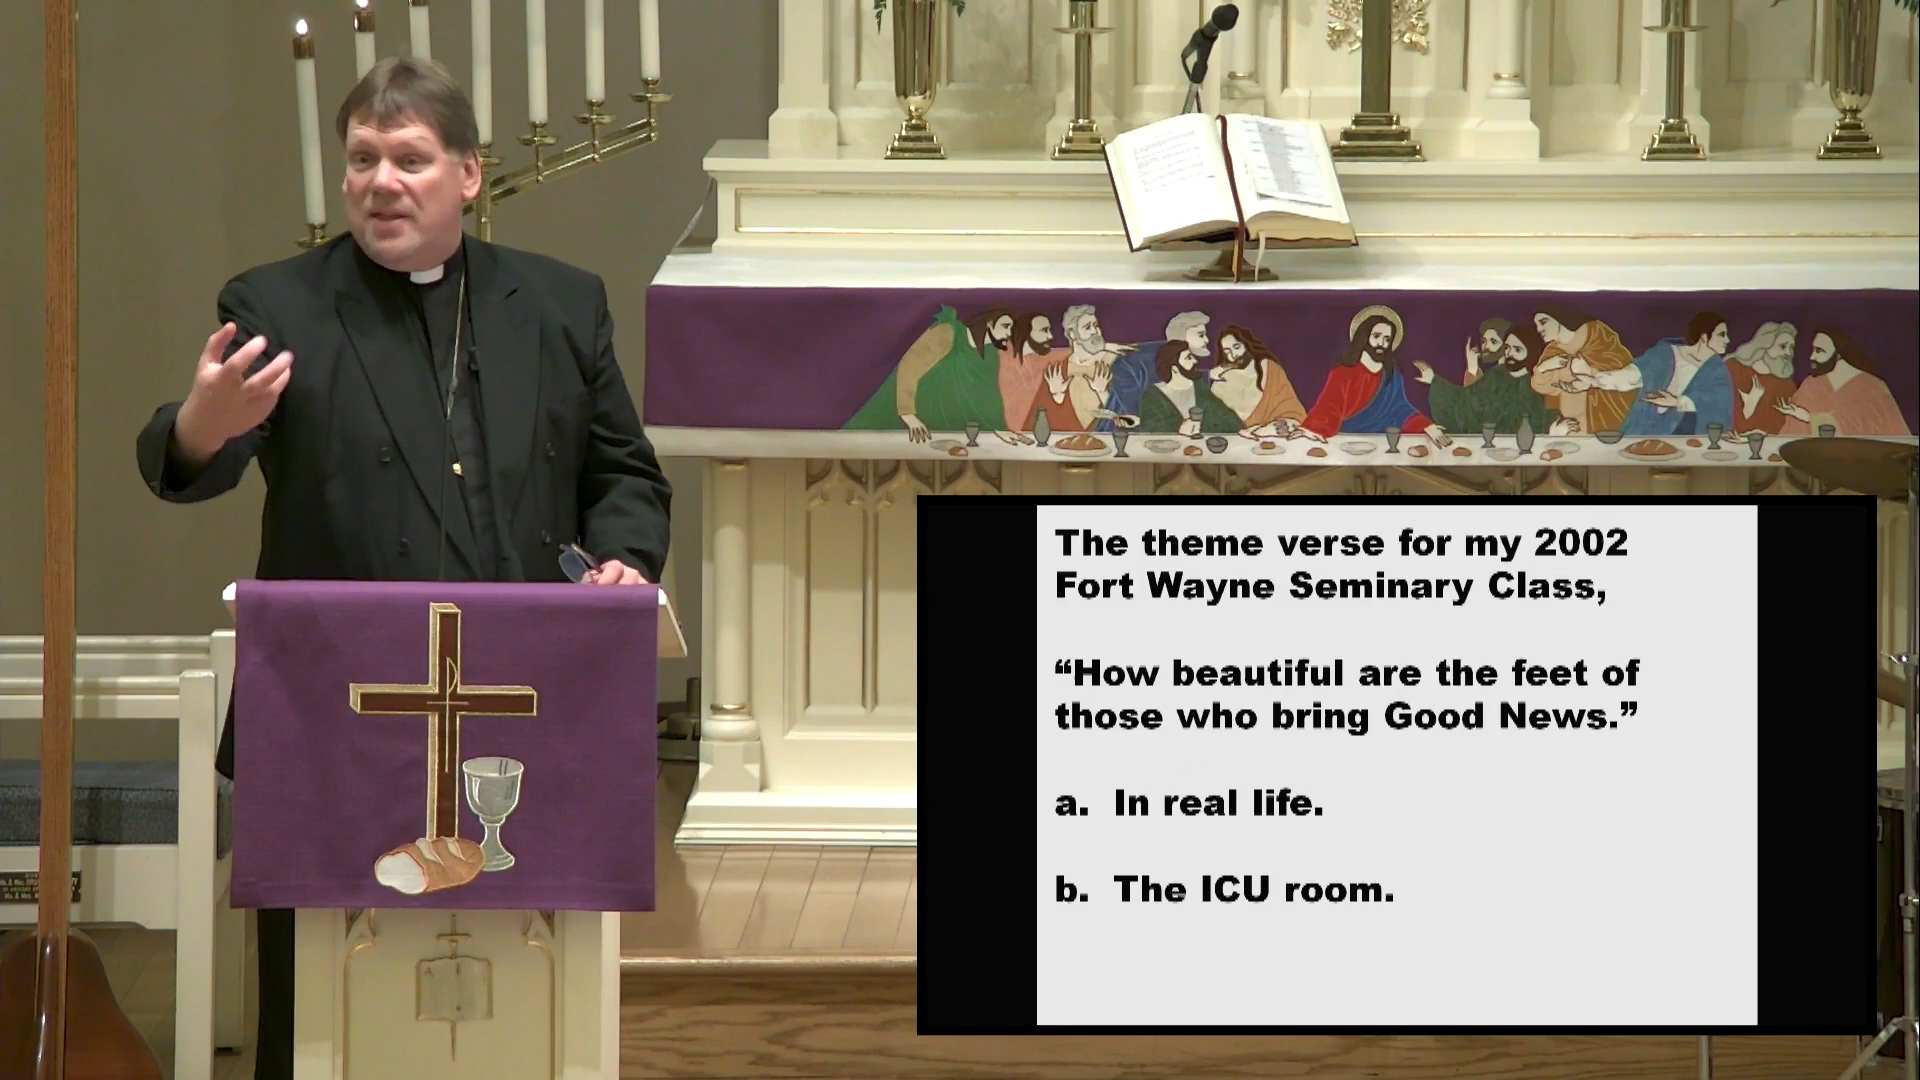 The theme verse for my 2002
Fort Wayne Seminary Class,
“How beautiful are the feet of
those who bring Good News.”
a. In real life.
b. The ICU room.